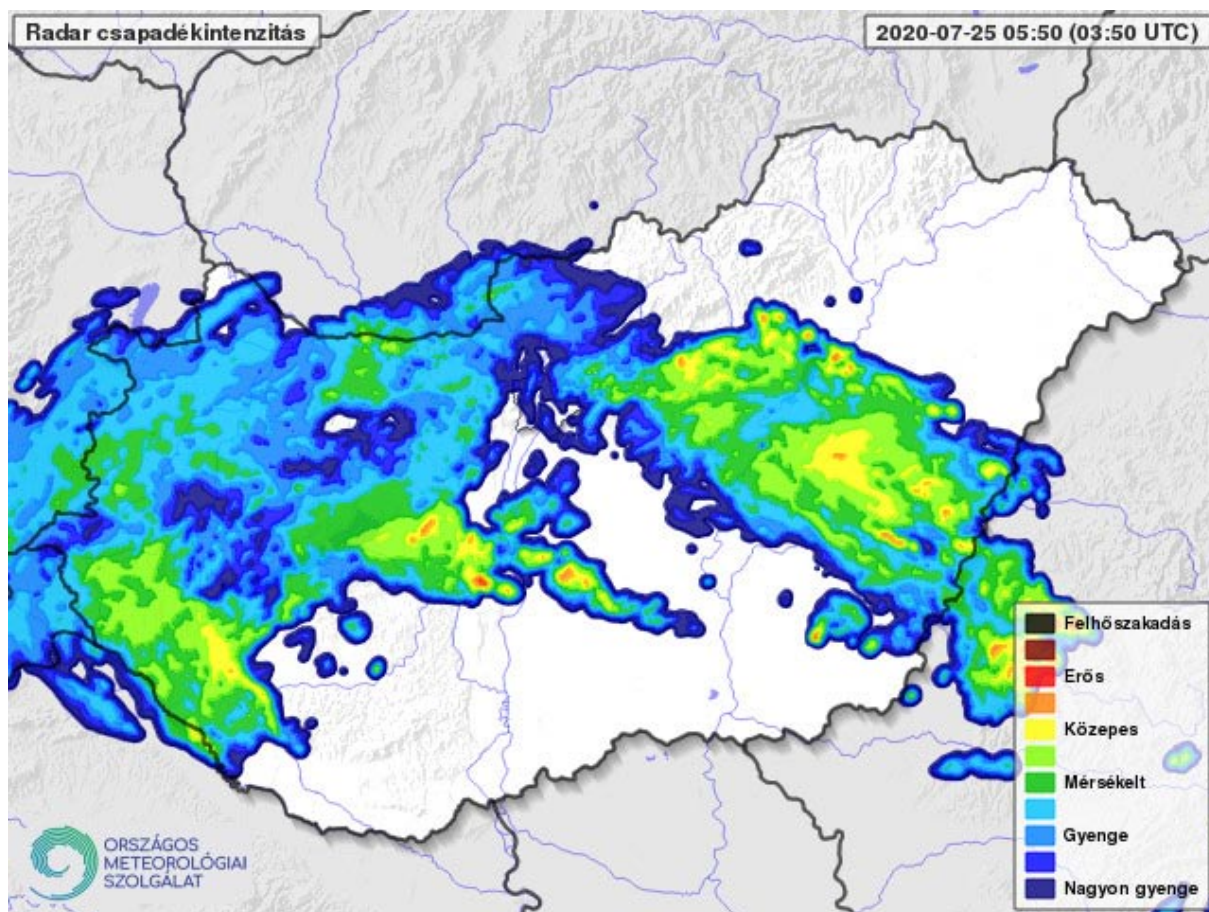 Radar csapadékintenzitás
2020-07-25 05:50 (03:50 UTC)
Felhőszakadás
Erős
Közepes
Mérsékelt
Gyenge
Nagyon gyenge
ORSZÁGOS
METEOROLÓGIAI
SZOLGÁLAT